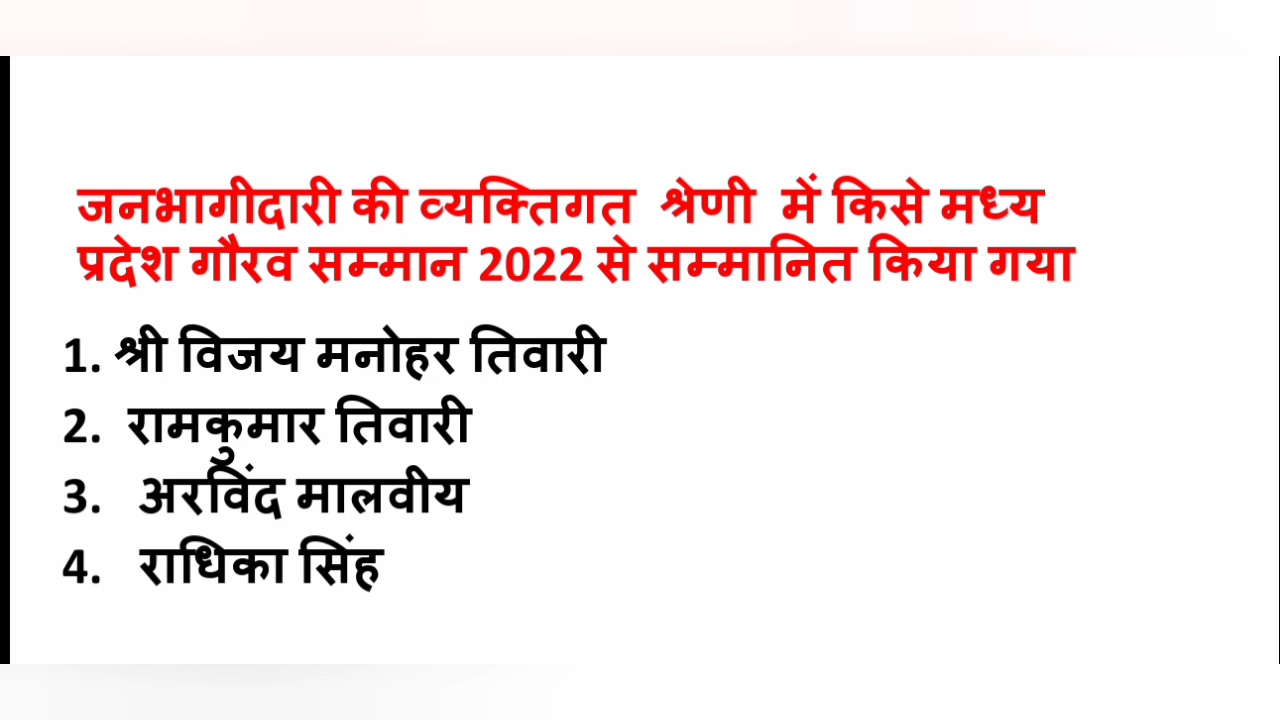 जनभागीदारी की व्यक्तिगत श्रेणी में किसे मध्य
प्रदेश गौरव सम्मान 2022 से सम्मानित किया गया
1. श्री विजय मनोहर तिवारी
2. रामकुमार तिवारी
3. अरविंद मालवीय
4. राधिका सिंह